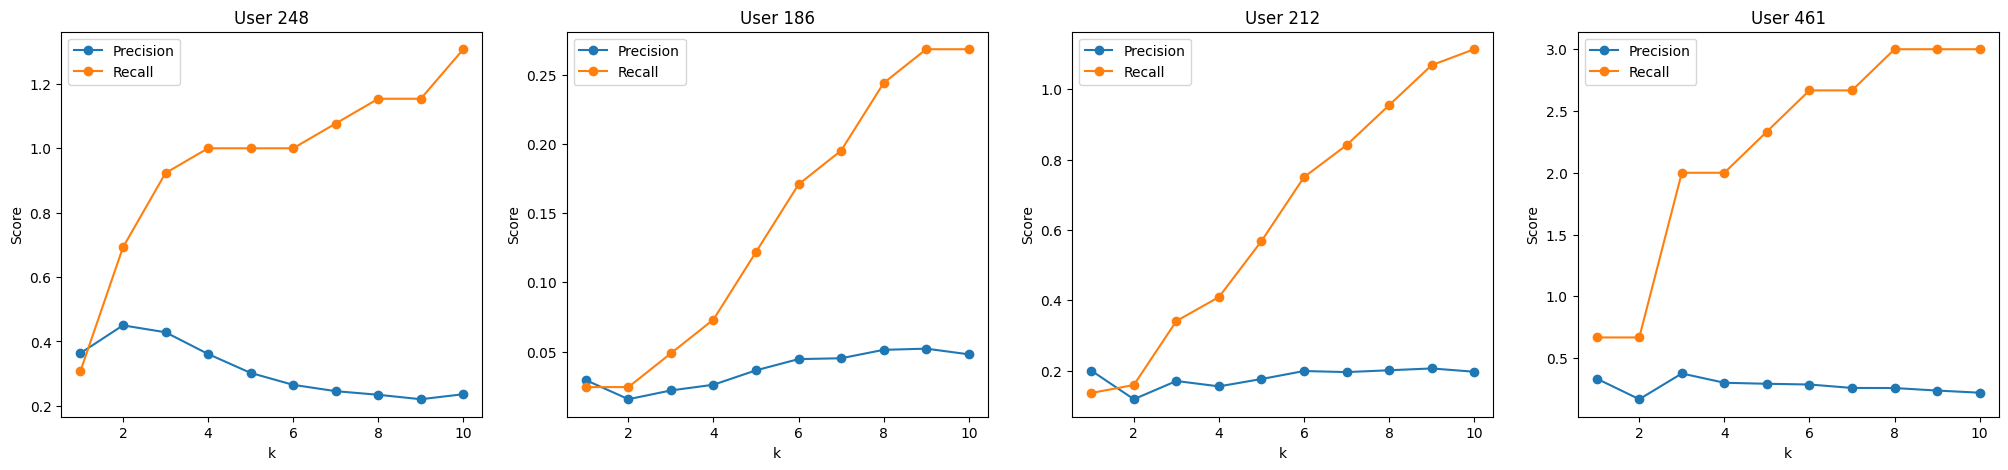 User 248
Precision
Recall
1.2
1.0
0.8
0.6
0.4
0.2
Score
2
4
6
8
10
k
User 186
Precision
Recall
0.25
0.20
0.15
0.10
0.05
Score
2
4
6
8
10
k
User 212
Precision
Recall
1.0
0.8
0.6
0.4
0.2
Score
2
4
6
8
10
k
User 461
Precision
Recall
3.0
2.5
2.0
1.5
1.0
0.5
Score
2
4
6
8
10
k